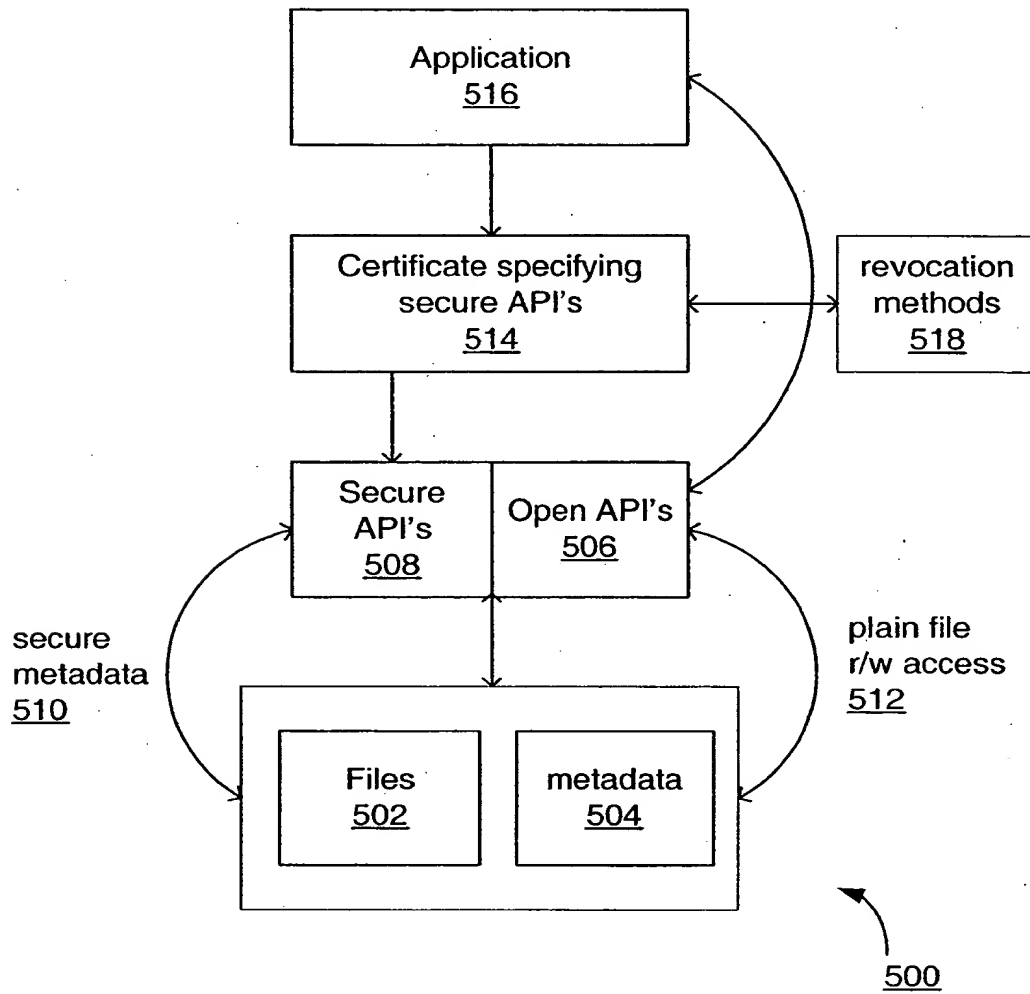 Application
516
Certificate specifying
secure API's
514
revocation
methods
518
Secure
API's
508
Open API's
506
secure
metadata
510
plain file
r/w access
512
Files
502
metadata
504
500